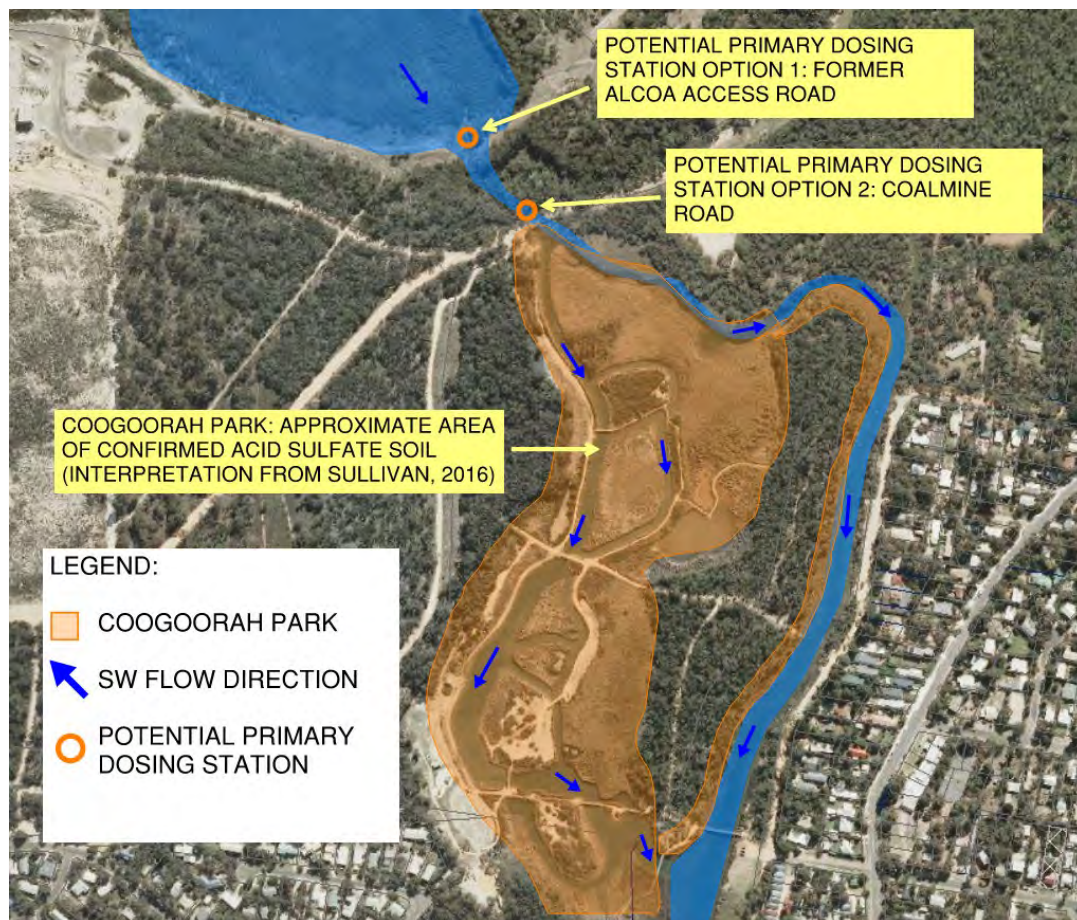 POTENTIAL PRIMARY DOSING
STATION OPTION 1: FORMER
ALCOA ACCESS ROAD
POTENTIAL PRIMARY DOSING
STATION OPTION 2: COALMINE
ROAD
COOGOORAH PARK: APPROXIMATE AREA
OF CONFIRMED ACID SULFATE SOIL
(INTERPRETATION FROM SULLIVAN, 2016)
LEGEND:
COOGOORAH PARK
SW FLOW DIRECTION
POTENTIAL PRIMARY
DOSING STATION